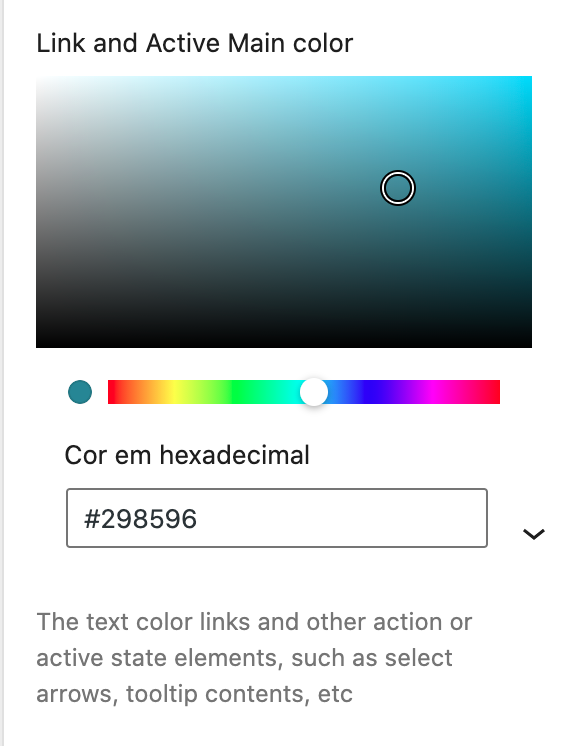 Link and Active Main color
Cor em hexadecimal
#298596
The text color links and other action or
active state elements, such as select
arrows, tooltip contents, etc